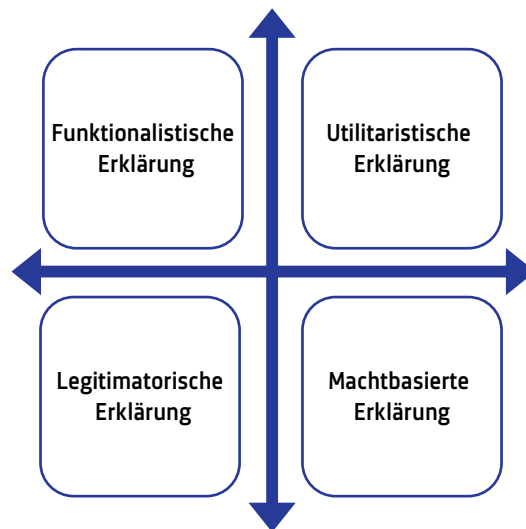 Funktionalistische
Erklärung
Utilitaristische
Erklärung
Legitimatorische
Erklärung
Machtbasierte
Erklärung